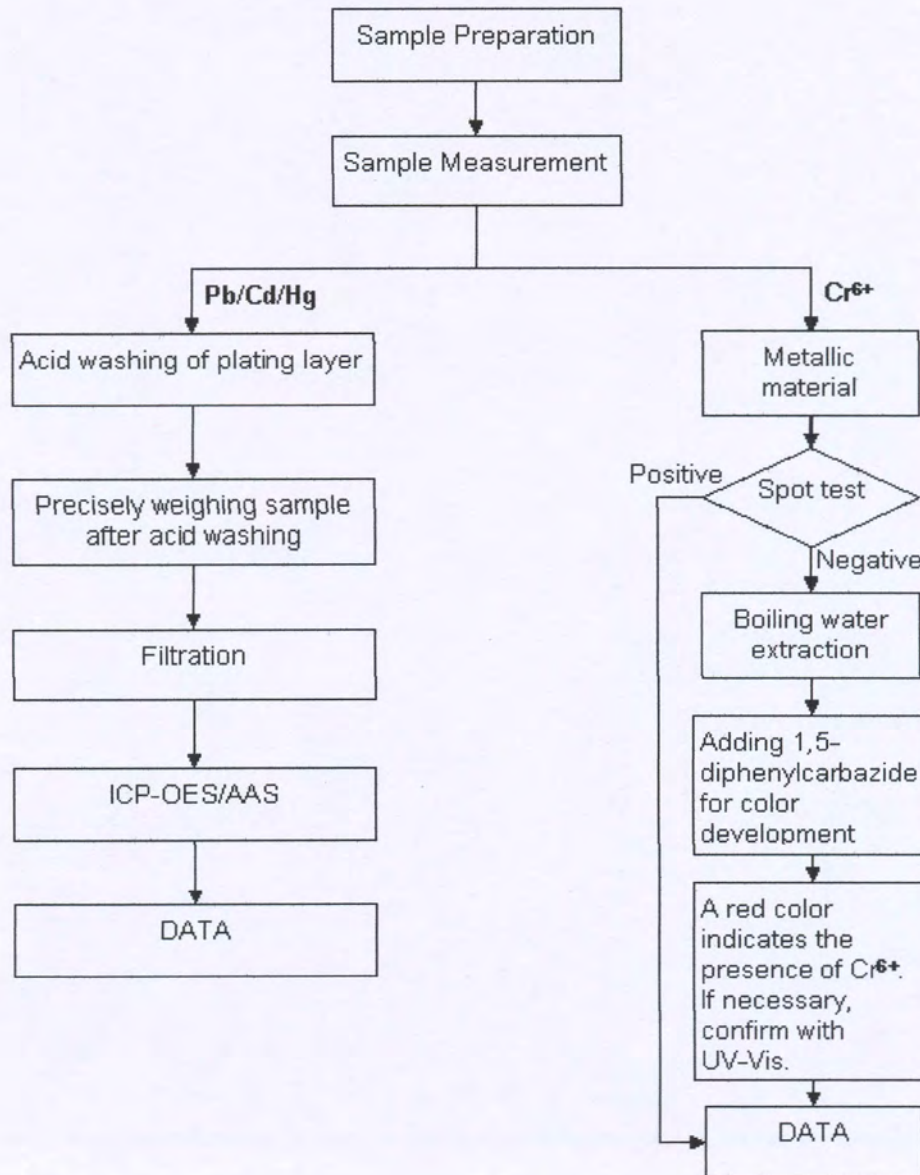 Sample Preparation
Sample Measurement
Pb/Cd/Hg
Acid washing of plating layer
Precisely weighing sample
after acid washing
Filtration
ICP-OES/AAS
DATA
Cr⁶⁺
Metallic
material
Positive
Spot test
Negative
Boiling water
extraction
Adding 1,5-
diphenylcarbazide
for color
development
A red color
indicates the
presence of Cr⁶⁺.
If necessary,
confirm with
UV-Vis.
DATA